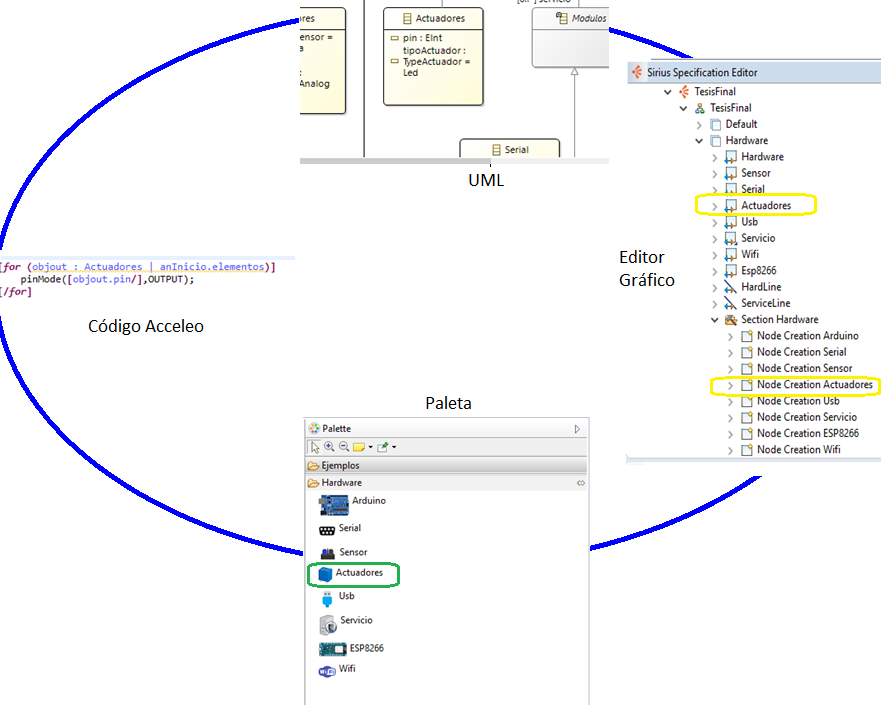 ores
ensor =
a
:
Analog
Actuadores
pin : EInt
tipoActuador :
TypeActuador =
Led
servicio
Modulos
Serial
UML
Sirius Specification Editor
TesisFinal
TesisFinal
Default
Hardware
Hardware
Sensor
Serial
Actuadores
Usb
Servicio
Wifi
Esp8266
HardLine
ServiceLine
Section Hardware
Node Creation Arduino
Node Creation Serial
Node Creation Sensor
Node Creation Actuadores
Node Creation Usb
Node Creation Servicio
Node Creation ESP8266
Node Creation Wifi
Editor
Gráfico
[for (objout : Actuadores | anInicio.elementos)]
pinMode([objout.pin/],OUTPUT);
[/for]
Código Acceleo
Paleta
Palette
Ejemplos
Hardware
Arduino
Serial
Sensor
Actuadores
Usb
Servicio
ESP8266
Wifi